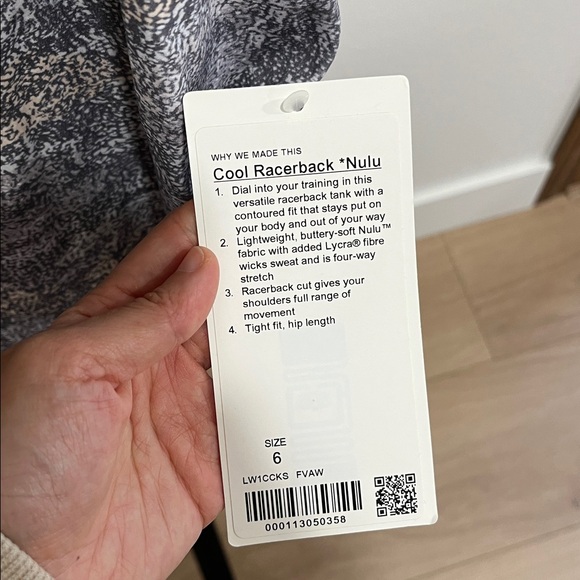 WHY WE MADE THIS
Cool Racerback *Nulu
1. Dial into your training in this
versatile racerback tank with a
contoured fit that stays put on
your body and out of your way
2. Lightweight, buttery-soft Nulu™
fabric with added Lycra® fibre
wicks sweat and is four-way
stretch
3. Racerback cut gives your
shoulders full range of
movement
4. Tight fit, hip length
SIZE
6
LW1CCKS FVAW
000113050358